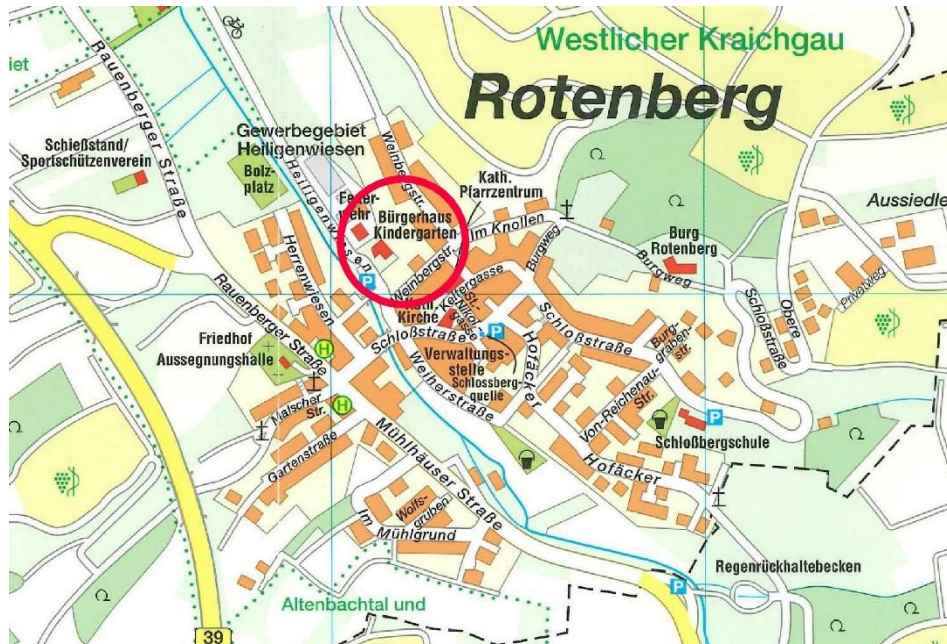 Westlicher Kraichgau
Rotenberg
iet
Rauenberger Straße
Schießstand/
Sportschützenverein
Gewerbegebiet
Heiligenwiesen
Bolz-
platz
Heiligenwiesen
Weinbergstr.
Feuer-
wehr
Bürgerhaus
Kindergarten
Kath.
Pfarrzentrum
Im Knollen
Burgweg
Burg
Rotenberg
Burgweg
Aussiedle
Privatweg
Obere
Schloßstraße
Herrenwiesen
P
Weinbergstr.
Keltergasse
Kath.
Kirche
St.-
Nikol.
gasse
P
Schloßstraße
Schloßstraße
Rauenberger Straße
Friedhof
Aussegnungshalle
H
Verwaltungs-
stelle
Schlossberg-
quelle
Hofäcker
Burg-
graben-
str.
Weiherstraße
Von-Reichenau-
Str.
P
Schloßbergschule
Malscher
Str.
H
Gartenstraße
Mühlhäuser Straße
Hofäcker
Wolfs-
gruben
Im
Mühlgrund
Regenrückhaltebecken
P
Altenbachtal und
39